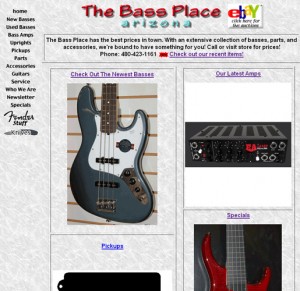 The Bass Place
arizona
ebY
click here for
our auctions
home
New Basses
Used Basses
Bass Amps
Uprights
Pickups
Parts
Accessories
Guitars
Service
Who We Are
Newsletter
Specials
Fender
Stuff
The Bass Place has the best prices in town. With an extensive collection of basses, parts, and
accessories, we're bound to have something for you! Call or visit store for prices!
Phone: 480-423-1161 Check out our recent items!
Check Out The Newest Basses
Our Latest Amps
Pickups
Specials